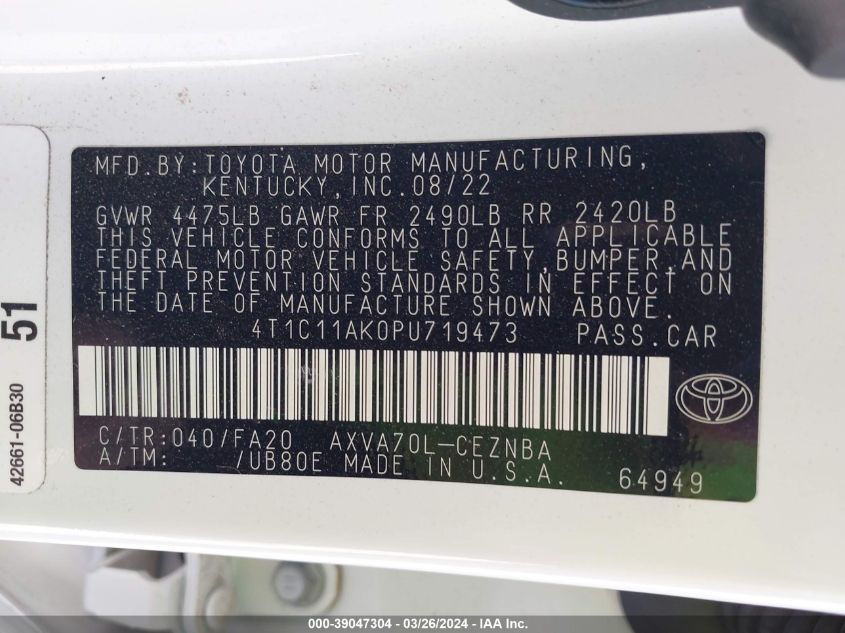 MFD.BY:TOYOTA MOTOR MANUFACTURING,
KENTUCKY,INC.08/22
GVWR 4475LB GAWR FR 2490LB RR 2420LB
THIS VEHICLE CONFORMS TO ALL APPLICABLE
FEDERAL MOTOR VEHICLE SAFETY,BUMPER,AND
THEFT PREVENTION STANDARDS IN EFFECT ON
THE DATE OF MANUFACTURE SHOWN ABOVE.
4T1C11AK0PU719473 PASS.CAR
C/TR:040/FA20 AXVA70L-CEZNBA
A/TM: /UB80E MADE IN U.S.A.
64949
42661-06B30
51
000-39047304 | 03/26/2024 | IAA Inc.